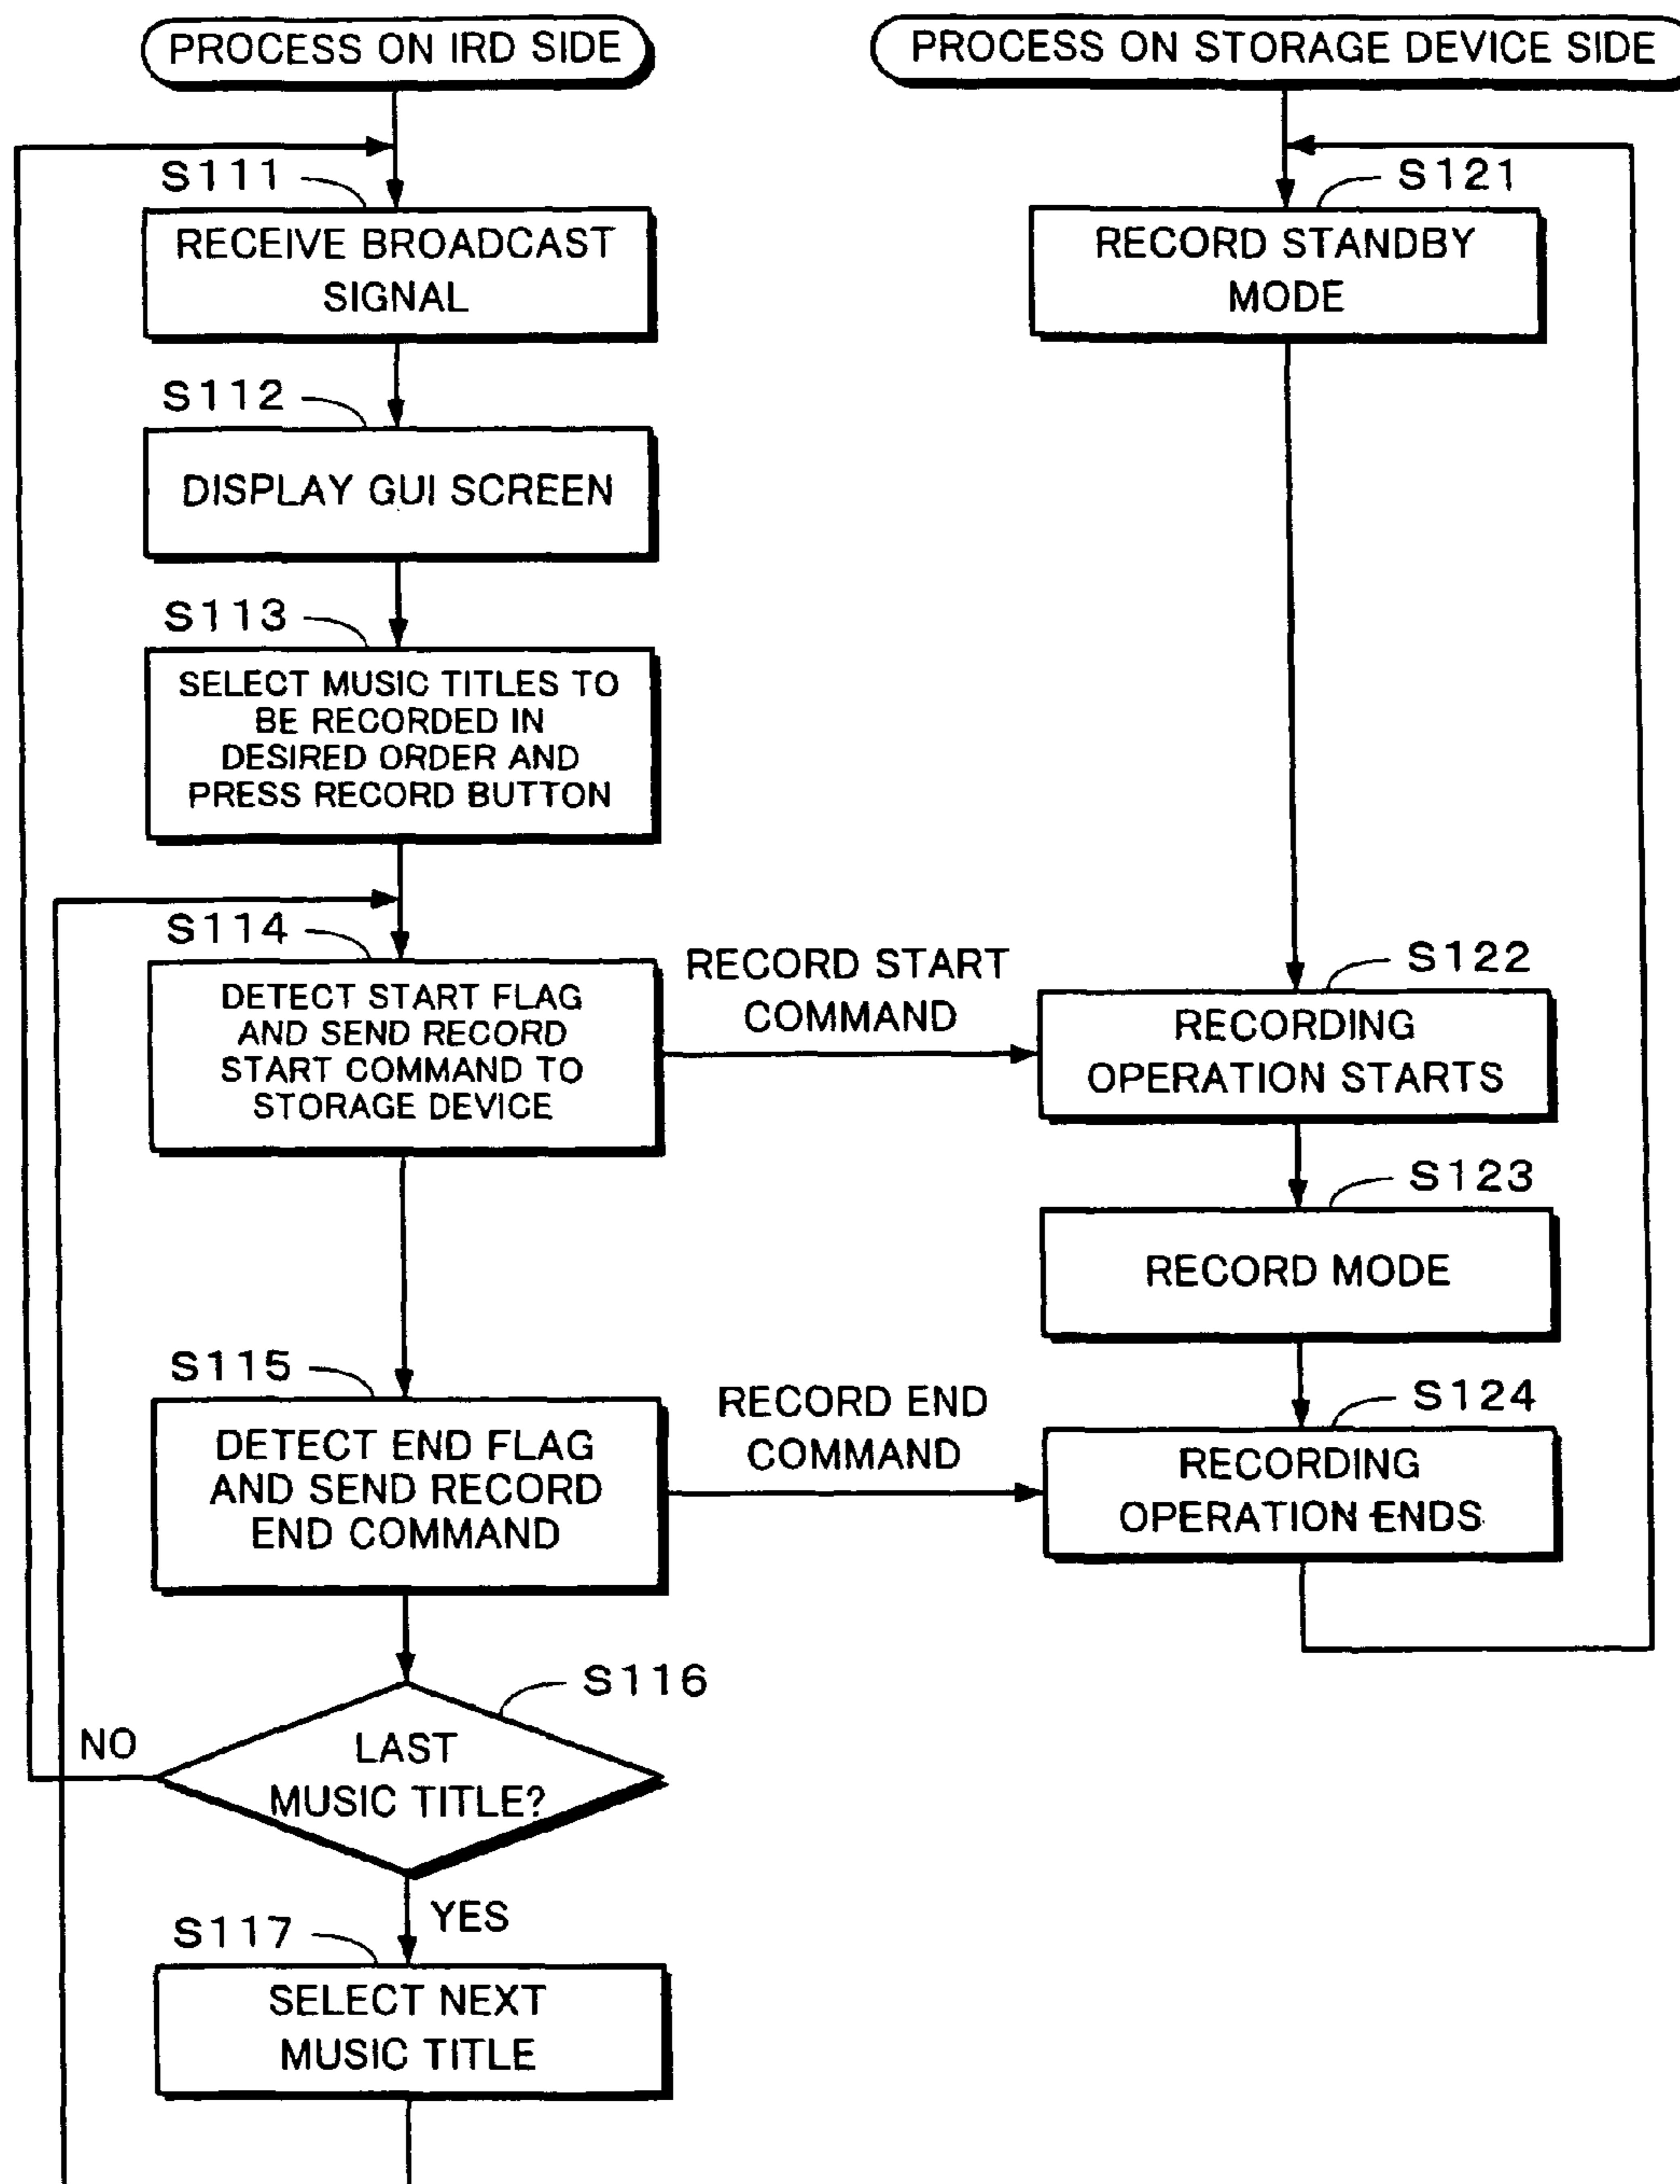 PROCESS ON IRD SIDE
S111
RECEIVE BROADCAST
SIGNAL
S112
DISPLAY GUI SCREEN
S113
SELECT MUSIC TITLES TO
BE RECORDED IN
DESIRED ORDER AND
PRESS RECORD BUTTON
S114
DETECT START FLAG
AND SEND RECORD
START COMMAND TO
STORAGE DEVICE
RECORD START
COMMAND
S115
DETECT END FLAG
AND SEND RECORD
END COMMAND
RECORD END
COMMAND
S116
LAST
MUSIC TITLE?
NO
YES
S117
SELECT NEXT
MUSIC TITLE
PROCESS ON STORAGE DEVICE SIDE
S121
RECORD STANDBY
MODE
S122
RECORDING
OPERATION STARTS
S123
RECORD MODE
S124
RECORDING
OPERATION ENDS